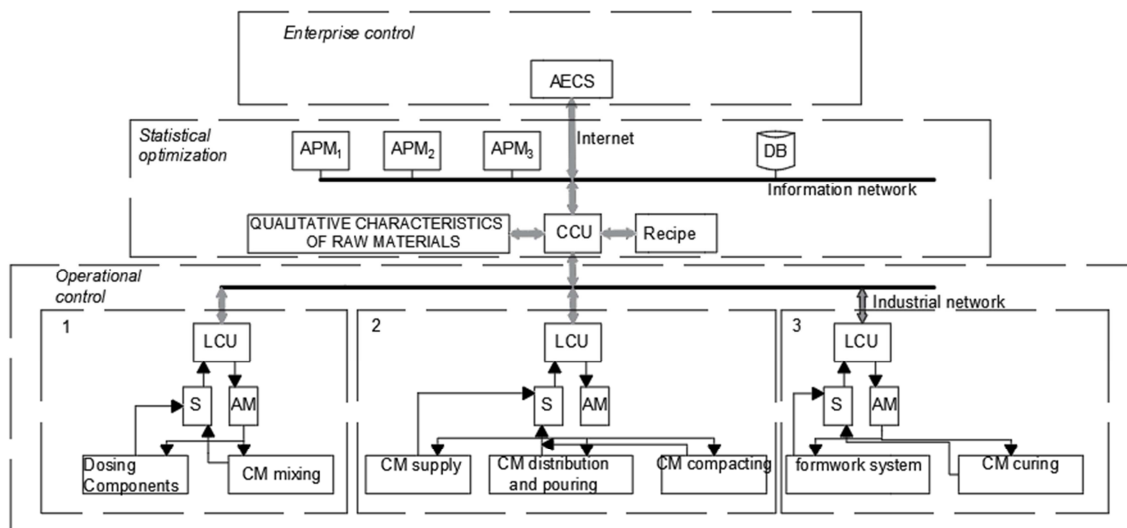 Enterprise control
AECS
Statistical
optimization
APM₁
APM₂
APM₃
Internet
DB
Information network
QUALITATIVE CHARACTERISTICS
OF RAW MATERIALS
CCU
Recipe
Operational
control
Industrial network
1
LCU
S
AM
Dosing
Components
CM mixing
2
LCU
S
AM
CM supply
CM distribution
and pouring
CM compacting
3
LCU
S
AM
formwork system
CM curing